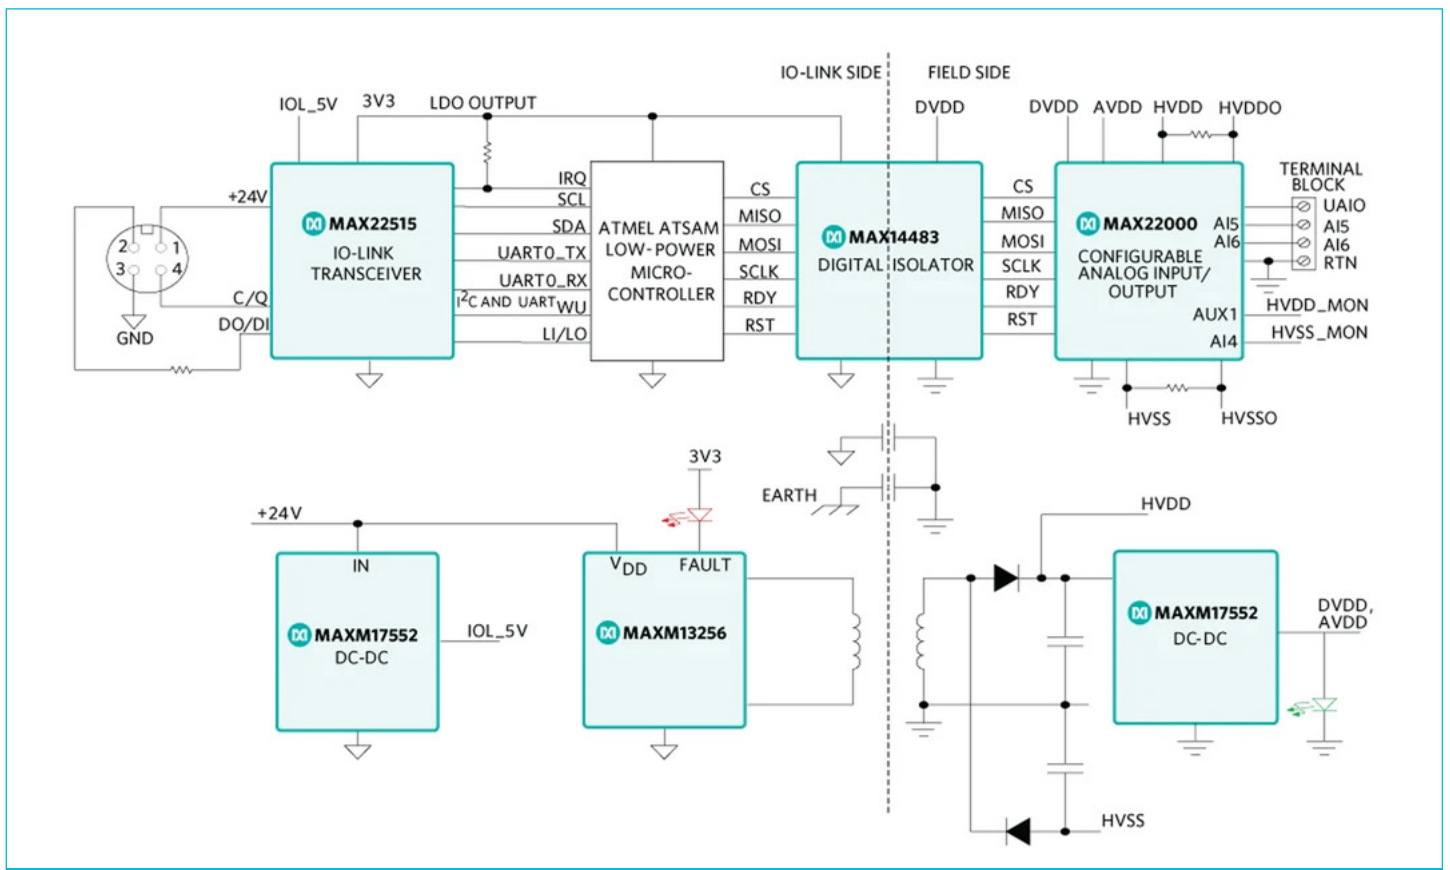 IO-LINK SIDE
FIELD SIDE
IOL_5V
3V3
LDO OUTPUT
DVDD
DVDD
AVDD
HVDD
HVDDO
+24V
2
1
3
4
GND
C/Q
DO/DI
MAX22515
IO-LINK
TRANSCEIVER
IRQ
SCL
SDA
UART0_TX
UART0_RX
I2C AND UART
WU
LI/LO
ATMEL ATSAM
LOW-POWER
MICRO-
CONTROLLER
CS
MISO
MOSI
SCLK
RDY
RST
MAX14483
DIGITAL ISOLATOR
CS
MISO
MOSI
SCLK
RDY
RST
MAX22000
CONFIGURABLE
ANALOG INPUT/
OUTPUT
AI5
AI6
AUX1
AI4
TERMINAL
BLOCK
UAIO
AI5
AI6
RTN
HVDD_MON
HVSS_MON
HVSS
HVSSO
EARTH
+24V
IN
MAXM17552
DC-DC
IOL_5V
3V3
VDD
FAULT
MAXM13256
HVDD
MAXM17552
DC-DC
DVDD,
AVDD
HVSS